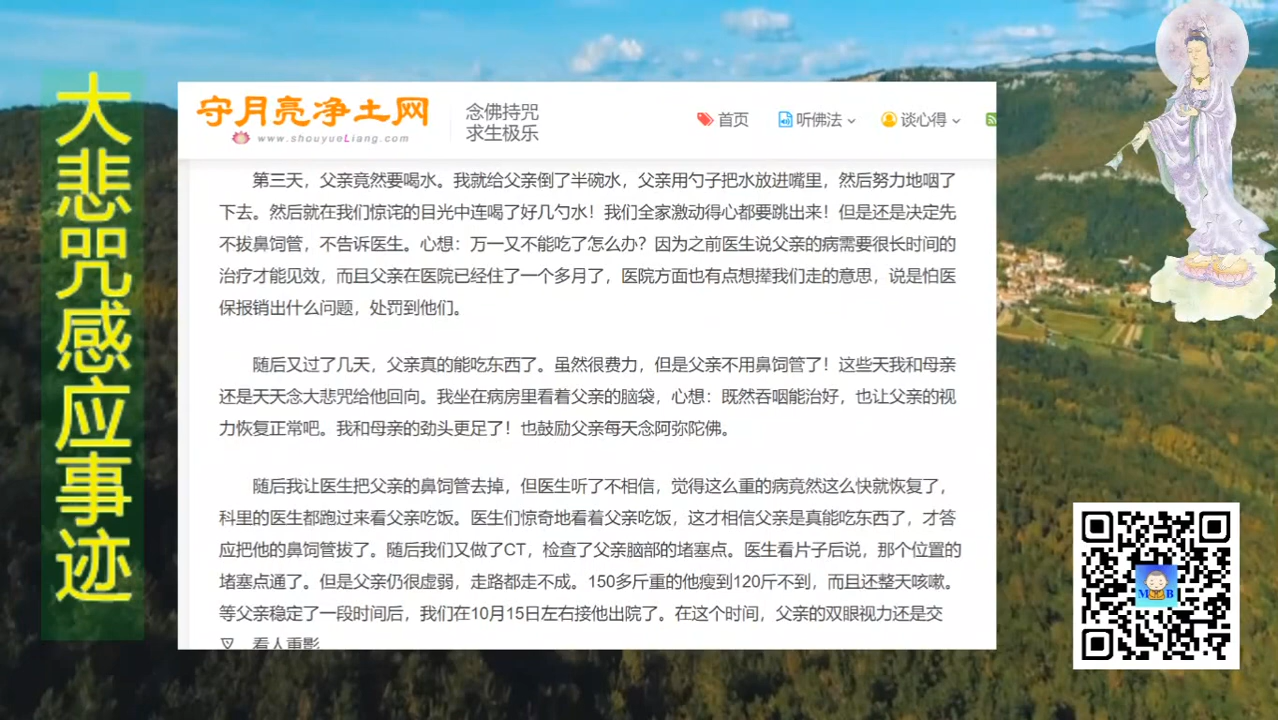 大悲咒感应事迹
守月亮净土网
www.shouyueLiang.com
念佛持咒
求生极乐
首页
听佛法
谈心得
第三天，父亲竟然要喝水。我就给父亲倒了半碗水，父亲用勺子把水放进嘴里，然后努力地咽了
下去。然后就在我们惊诧的目光中连喝了好几勺水！我们全家激动得心都要跳出来！但是还是决定先
不拔鼻饲管，不告诉医生。心想：万一又不能吃了怎么办？因为之前医生说父亲的病需要很长时间的
治疗才能见效，而且父亲在医院已经住了一个多月了，医院方面也有点想撵我们走的意思，说是怕医
保报销出什么问题，处罚到他们。
随后又过了几天，父亲真的能吃东西了。虽然很费力，但是父亲不用鼻饲管了！这些天我和母亲
还是天天念大悲咒给他回向。我坐在病房里看着父亲的脑袋，心想：既然吞咽能治好，也让父亲的视
力恢复正常吧。我和母亲的劲头更足了！也鼓励父亲每天念阿弥陀佛。
随后我让医生把父亲的鼻饲管去掉，但医生听了不相信，觉得这么重的病竟然这么快就恢复了，
科里的医生都跑过来看父亲吃饭。医生们惊奇地看着父亲吃饭，这才相信父亲是真能吃东西了，才答
应把他的鼻饲管拔了。随后我们又做了CT，检查了父亲脑部的堵塞点。医生看片子后说，那个位置的
堵塞点通了。但是父亲仍很虚弱，走路都走不成。150多斤重的他瘦到120斤不到，而且还整天咳嗽。
等父亲稳定了一段时间后，我们在10月15日左右接他出院了。在这个时间，父亲的双眼视力还是交
看人重影
MB